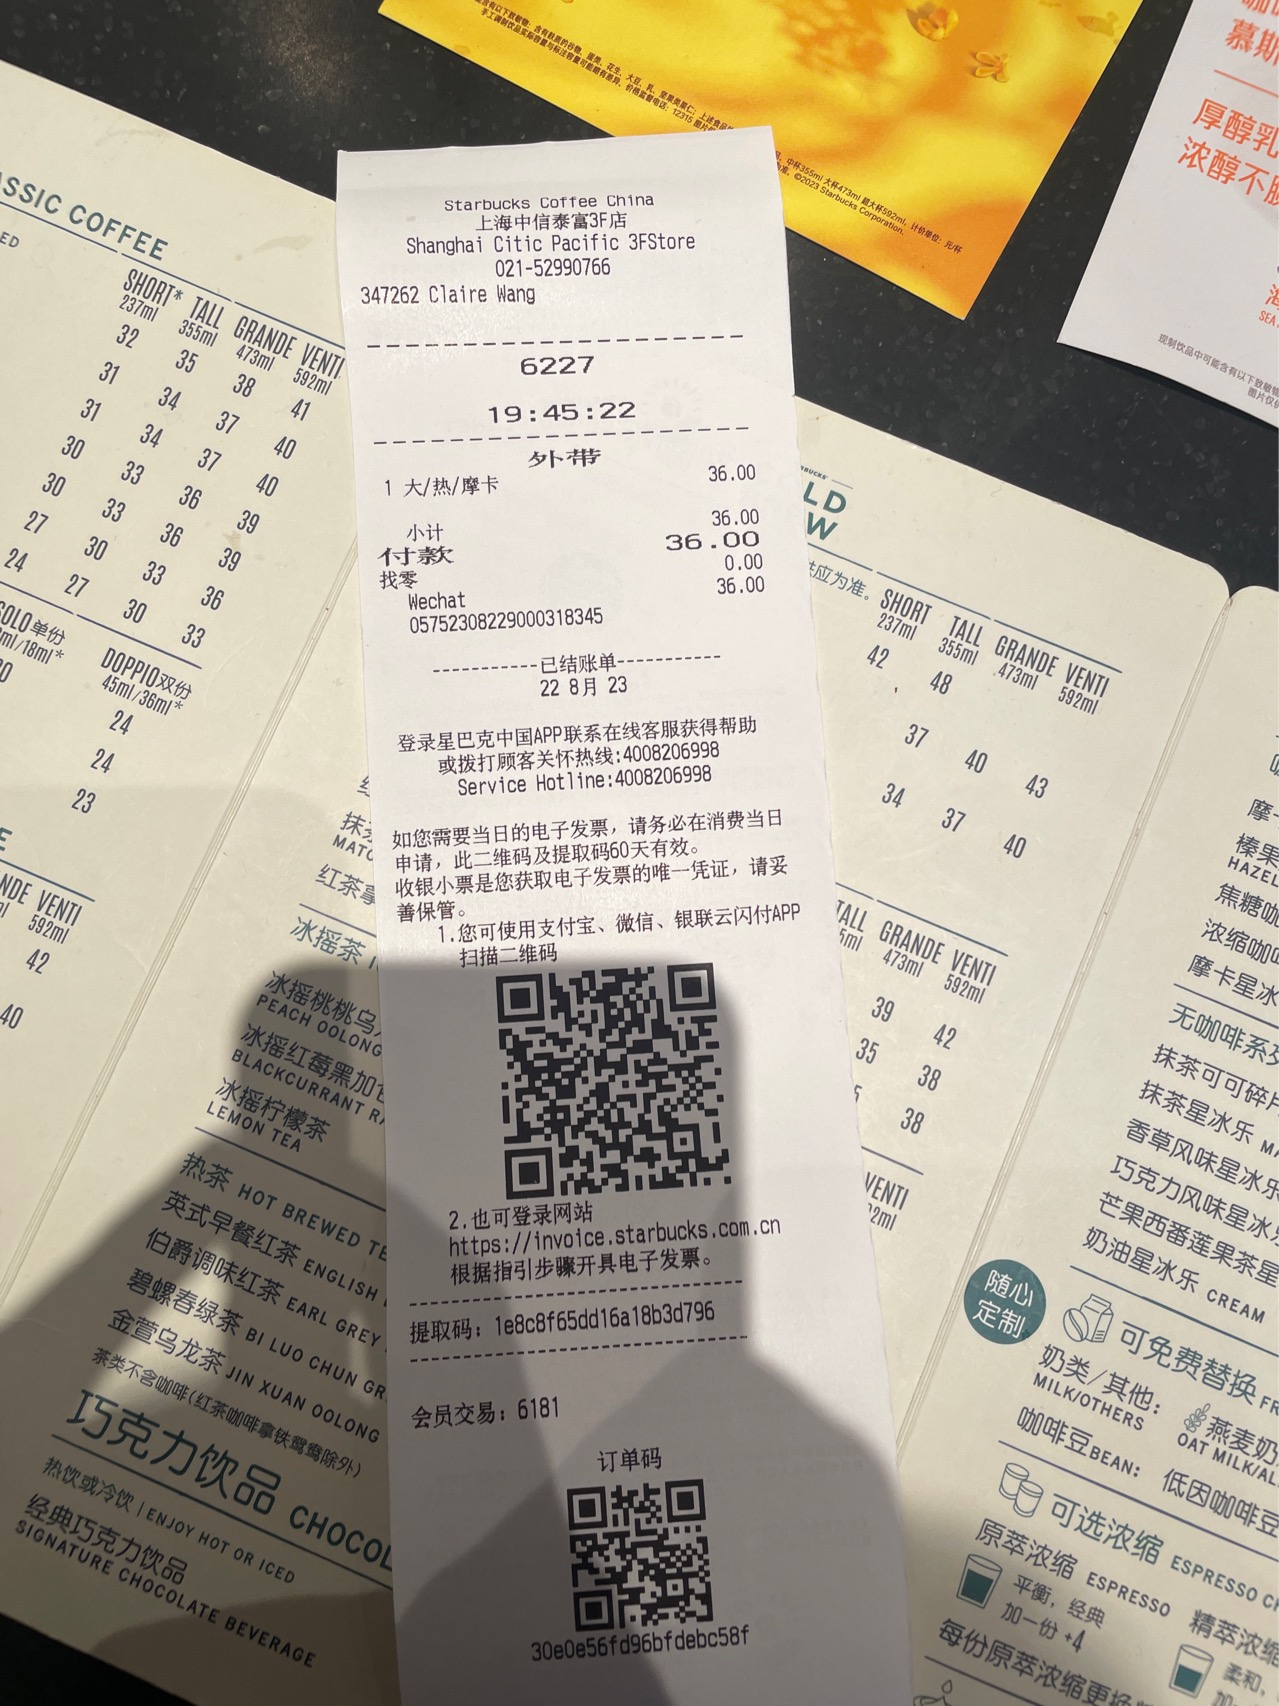 Starbucks Coffee China
上海中信泰富3F店
Shanghai Citic Pacific 3FStore
021-52990766
347262 Claire Wang
6227
19:45:22
外带
1 大/热/摩卡 36.00
小计 36.00
付款 36.00
找零 0.00
Wechat 36.00
05752308229000318345
-----------已结账单-----------
22 8月 23
登录星巴克中国APP联系在线客服获得帮助
或拨打顾客关怀热线:4008206998
Service Hotline:4008206998
如您需要当日的电子发票，请务必在消费当日
申请，此二维码及提取码60天有效。
收银小票是您获取电子发票的唯一凭证，请妥
善保管。
1.您可使用支付宝、微信、银联云闪付APP
扫描二维码
2.也可登录网站
https://invoice.starbucks.com.cn
根据指引步骤开具电子发票。
提取码：1e8c8f65dd16a18b3d796
会员交易：6181
订单码
30e0e56fd96bfdebc58f
COFFEE
SHORT* TALL GRANDE VENTI
237ml 355ml 473ml 592ml
32 35 38 41
31 34 37 40
31 34 37 40
30 33 36 39
30 33 36 39
27 30 33 36
24 27 30 33
单份 DOPPIO双份
45ml/36ml*
24
24
23
VENTI
592ml
42
40
冰摇茶
冰摇桃桃乌
PEACH OOLONG
冰摇红莓黑加
BLACKCURRANT
冰摇柠檬茶
LEMON TEA
热茶 HOT BREWED
英式早餐红茶 ENGLISH
伯爵调味红茶 EARL GREY
碧螺春绿茶 BI LUO CHUN
金萱乌龙茶 JIN XUAN OOLONG
茶类不含咖啡(红茶咖啡拿铁鸳鸯除外)
巧克力饮品
热饮或冷饮 | ENJOY HOT OR ICED
经典巧克力饮品
SIGNATURE CHOCOLATE BEVERAGE
应为准。
SHORT TALL GRANDE VENTI
237ml 355ml 473ml 592ml
42 48
37 40 43
34 37 40
TALL GRANDE VENTI
473ml 592ml
39 42
35 38
38
VENTI
无咖啡系
抹茶可可碎
抹茶星冰乐
香草风味星冰
巧克力风味星冰
芒果西番莲果茶
奶油星冰乐 CREAM
随心
定制
可免费替换
奶类/其他：
MILK/OTHERS
燕麦奶
OAT MILK
咖啡豆BEAN: 低因咖啡豆
可选浓缩 ESPRESSO
原萃浓缩 ESPRESSO
平衡，经典
加一份 +4
精萃浓缩
柔和，
每份原萃浓缩更换
厚醇乳
浓醇不
©2023 Starbucks Corporation.